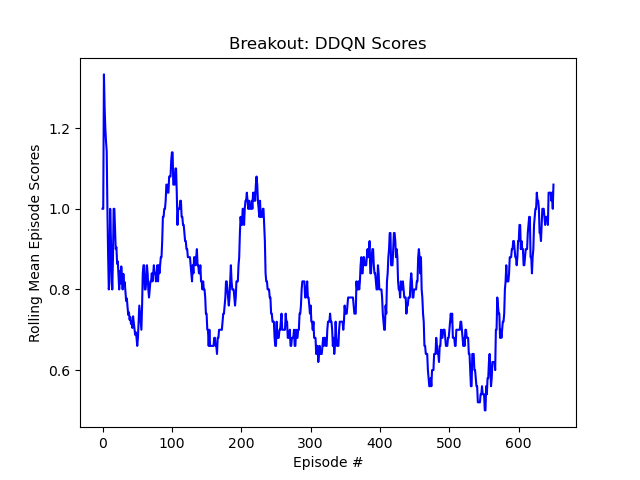 Breakout: DDQN Scores
Rolling Mean Episode Scores
1.2
1.0
0.8
0.6
0 100 200 300 400 500 600
Episode #